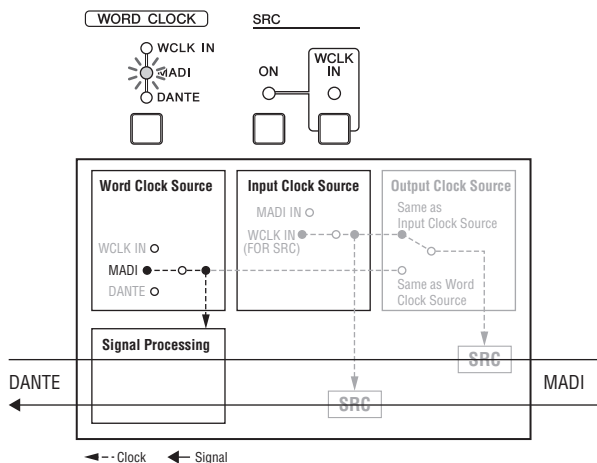 WORD CLOCK
SRC
WCLK IN
MADI
DANTE
ON
WCLK
IN
Word Clock Source
Input Clock Source
Output Clock Source
WCLK IN
MADI
DANTE
MADI IN
WCLK IN
(FOR SRC)
Same as
Input Clock Source
Same as Word
Clock Source
Signal Processing
SRC
SRC
DANTE
MADI
Clock
Signal